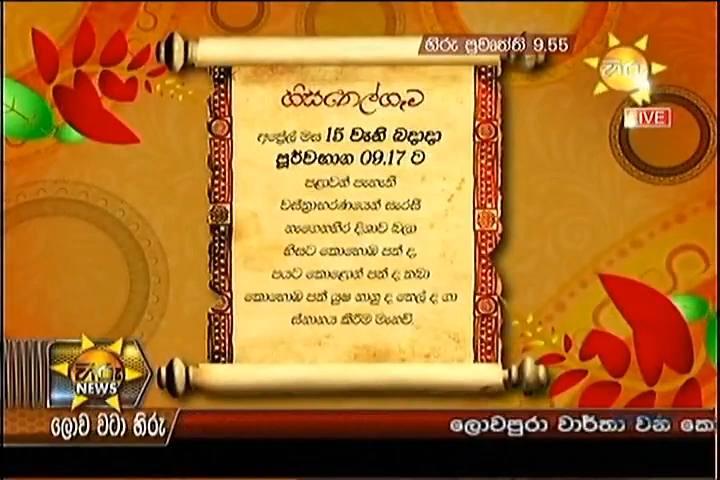 හිරු ප්‍රවෘත්ති 9.55
හිරු
LIVE
හිසතෙල්ගෑම
අප්‍රේල් මස 15 වැනි බදාදා
පූර්වභාග 09.17 ට
පළාවන් පැහැති
වස්ත්‍රාභරණයෙන් සැරසී
නැගෙනහිර දිශාව බලා
හිසට කොහොඹ පත් ද,
පයට කොළොන් පත් ද තබා
කොහොඹ පත් යුෂ නානු ද තෙල් ද ගා
ස්නානය කිරීම මැනවි
හිරු
NEWS
ලොව වටා හිරු
ලොවපුරා වාර්තා වන